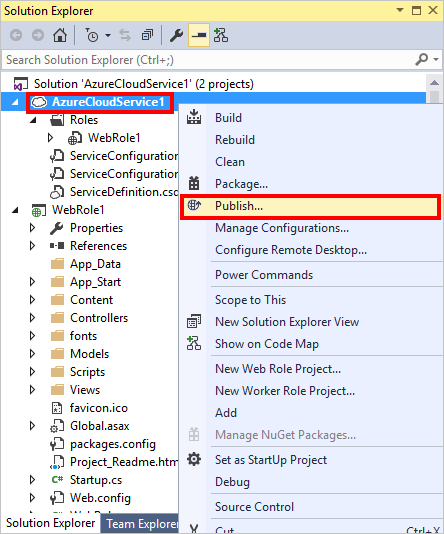 Solution Explorer
Search Solution Explorer (Ctrl+;)
Solution 'AzureCloudService1' (2 projects)
AzureCloudService1
Roles
WebRole1
ServiceConfiguration
ServiceConfiguration
ServiceDefinition.csd
WebRole1
Properties
References
App_Data
App_Start
Content
Controllers
fonts
Models
Scripts
Views
favicon.ico
Global.asax
packages.config
Project_Readme.htm
Startup.cs
Web.config
Build
Rebuild
Clean
Package...
Publish...
Manage Configurations...
Configure Remote Desktop...
Power Commands
Scope to This
New Solution Explorer View
Show on Code Map
New Web Role Project...
New Worker Role Project...
Add
Manage NuGet Packages...
Set as StartUp Project
Debug
Source Control
Cut Ctrl+X
Solution Explorer
Team Explorer